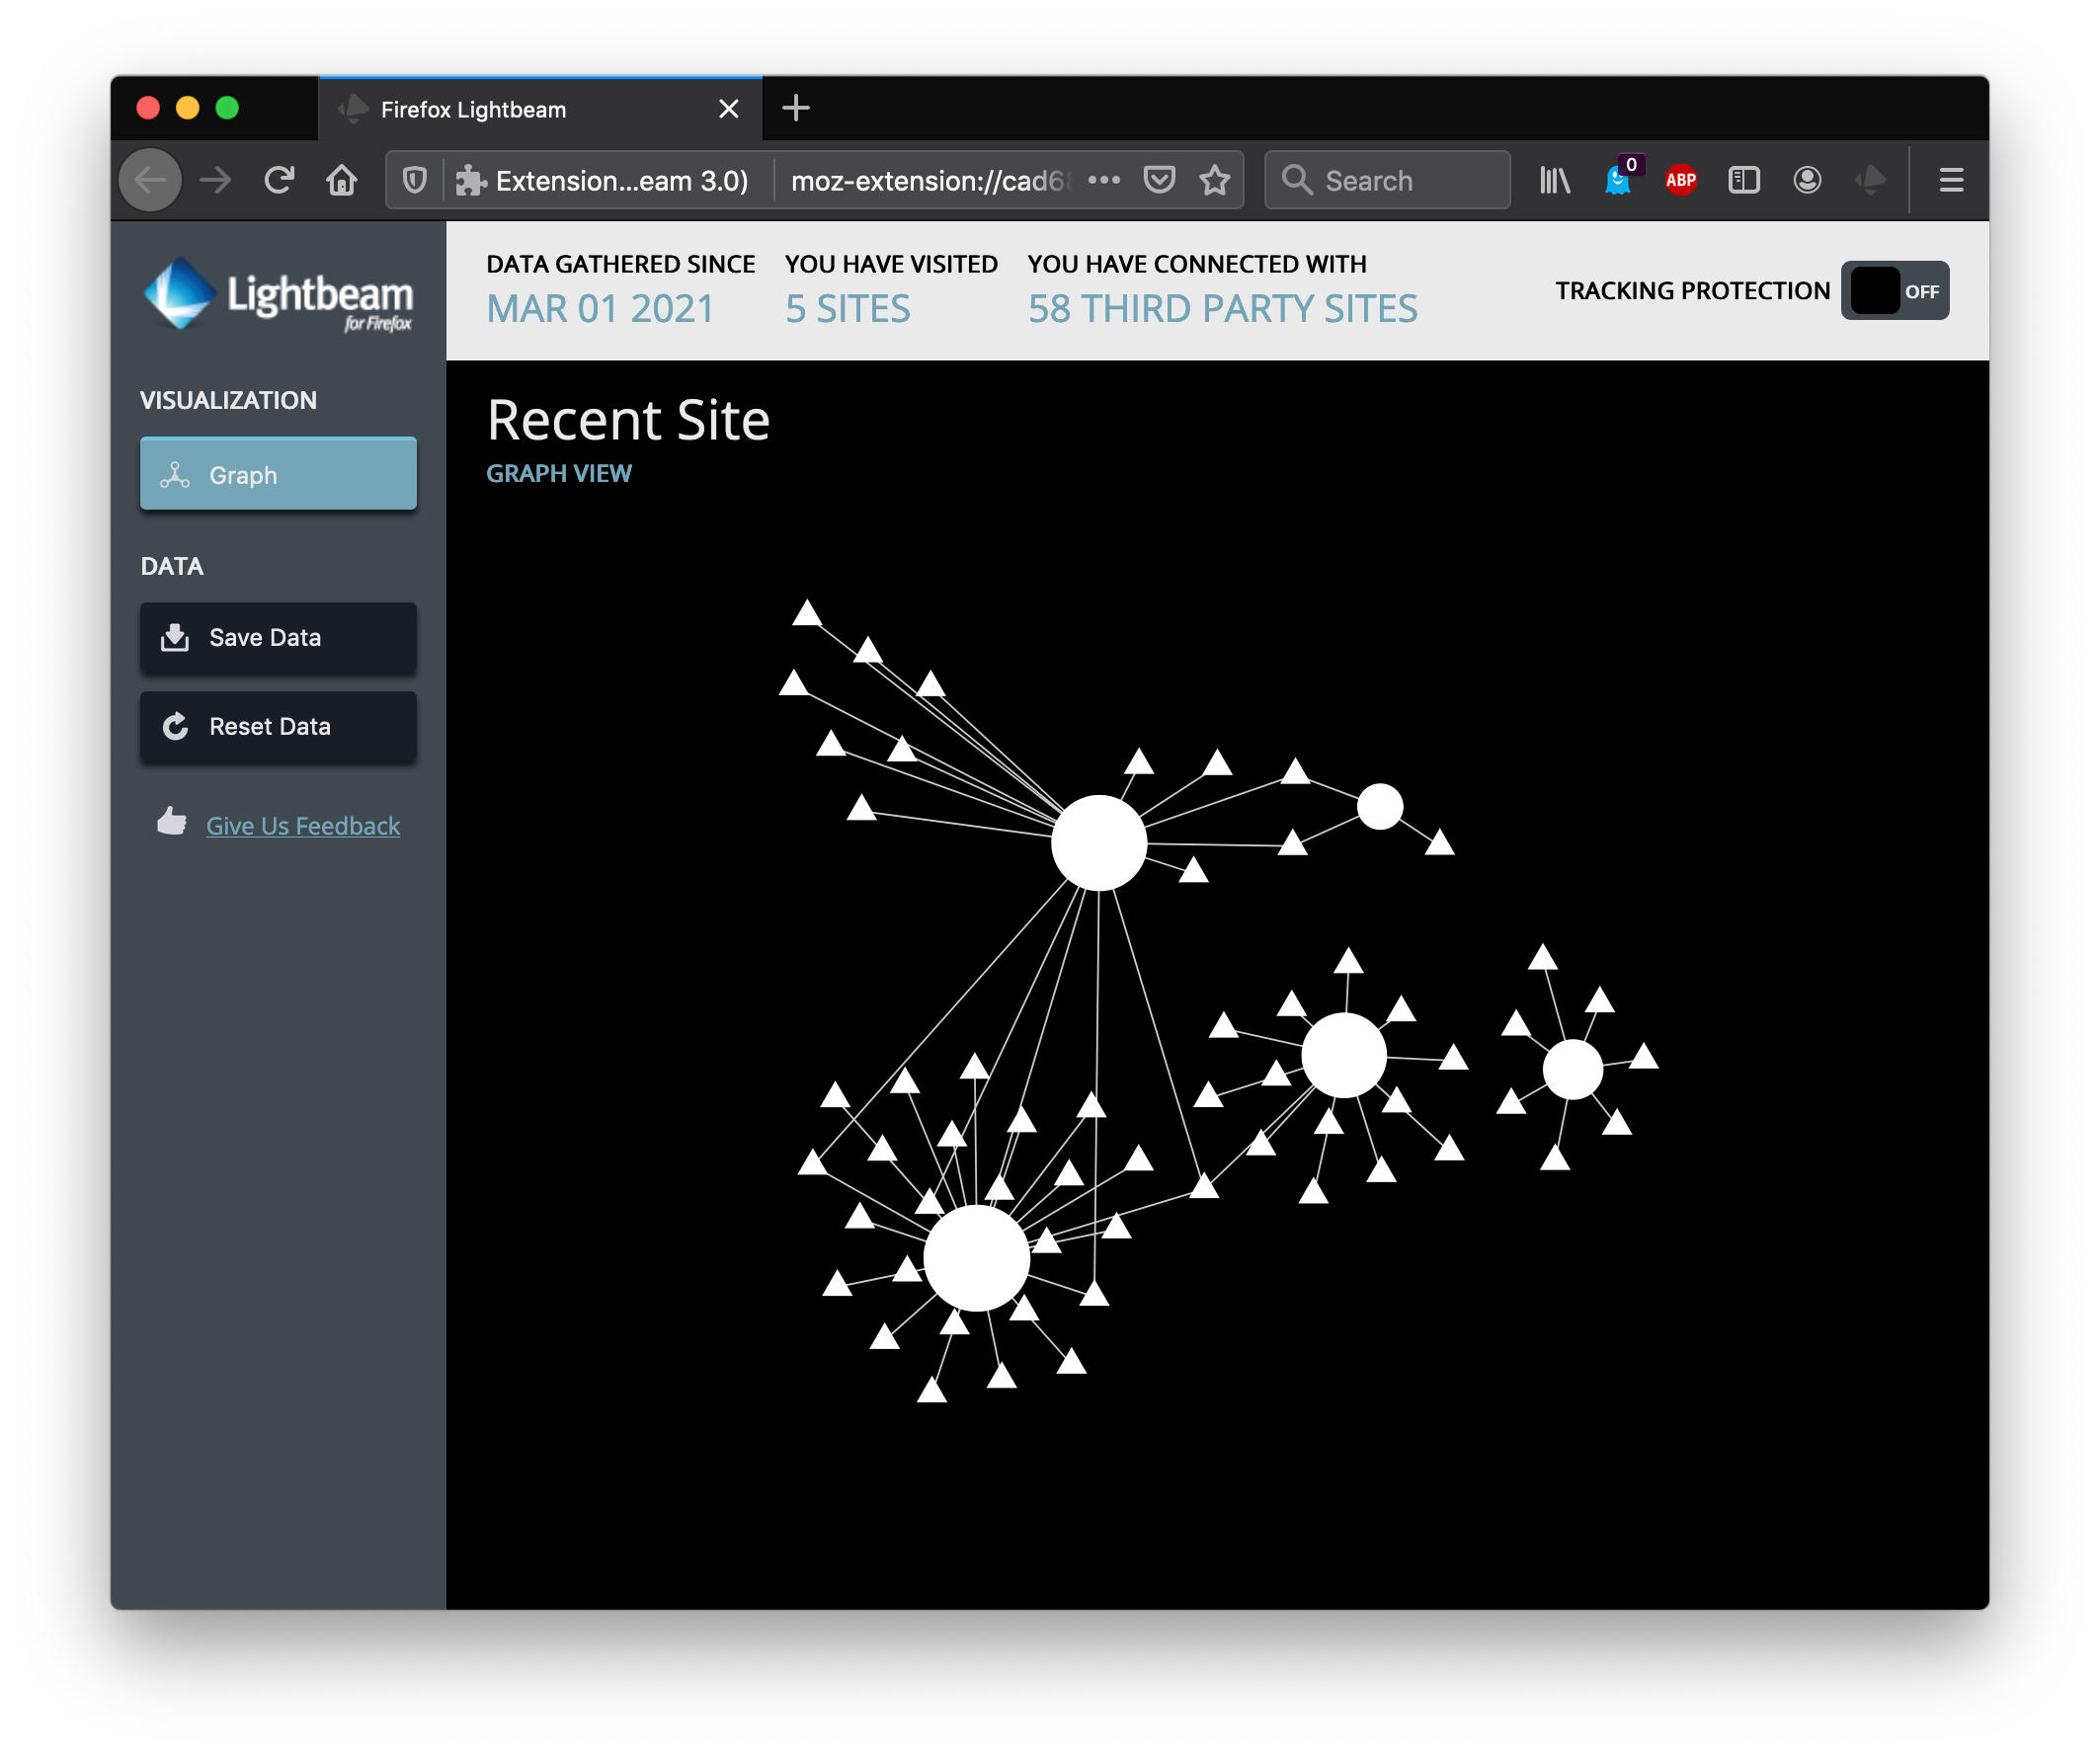 Firefox Lightbeam
Extension...eam 3.0)
moz-extension://cad68
Search
0
ABP
Lightbeam
for Firefox
DATA GATHERED SINCE
MAR 01 2021
YOU HAVE VISITED
5 SITES
YOU HAVE CONNECTED WITH
58 THIRD PARTY SITES
TRACKING PROTECTION
OFF
VISUALIZATION
Graph
DATA
Save Data
Reset Data
Give Us Feedback
Recent Site
GRAPH VIEW